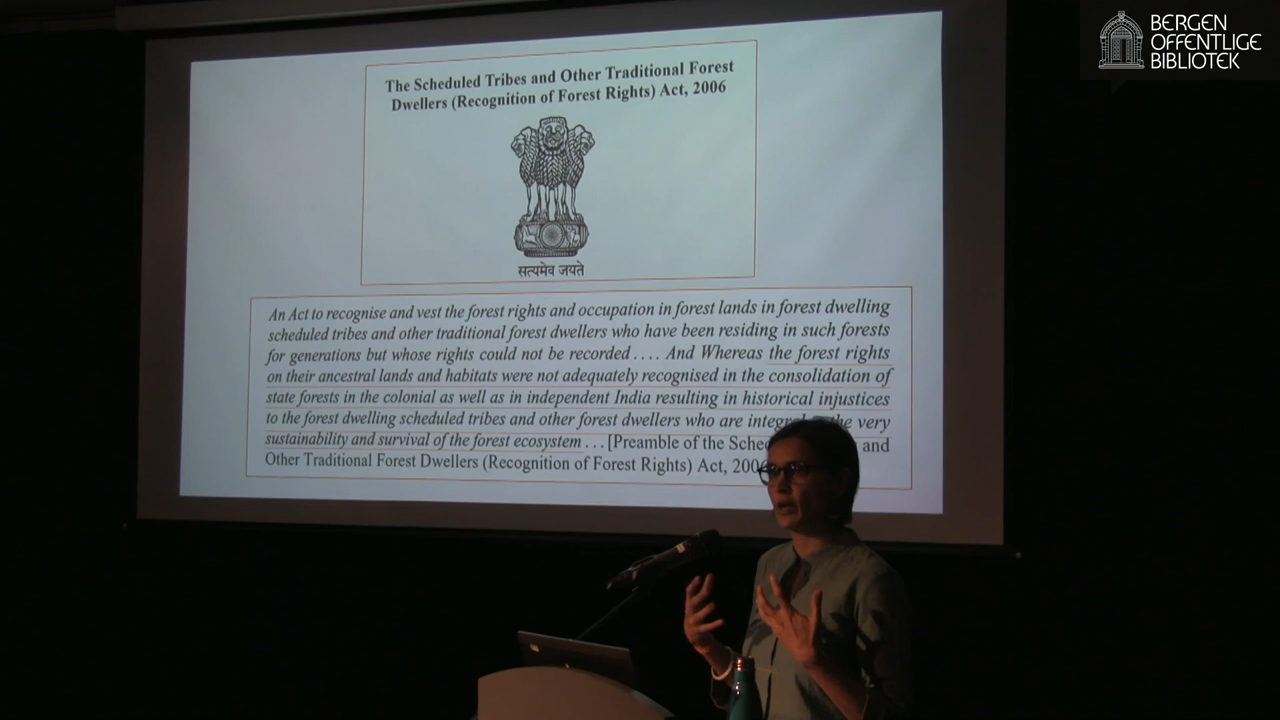 BERGEN
OFFENTLIGE
BIBLIOTEK
The Scheduled Tribes and Other Traditional Forest
Dwellers (Recognition of Forest Rights) Act, 2006
सत्यमेव जयते
An Act to recognise and vest the forest rights and occupation in forest lands in forest dwelling
scheduled tribes and other traditional forest dwellers who have been residing in such forests
for generations but whose rights could not be recorded .... And Whereas the forest rights
on their ancestral lands and habitats were not adequately recognised in the consolidation of
state forests in the colonial as well as in independent India resulting in historical injustices
to the forest dwelling scheduled tribes and other forest dwellers who are the very
sustainability and survival of the forest ecosystem ... [Preamble of the and
Other Traditional Forest Dwellers (Recognition of Forest Rights) Act,